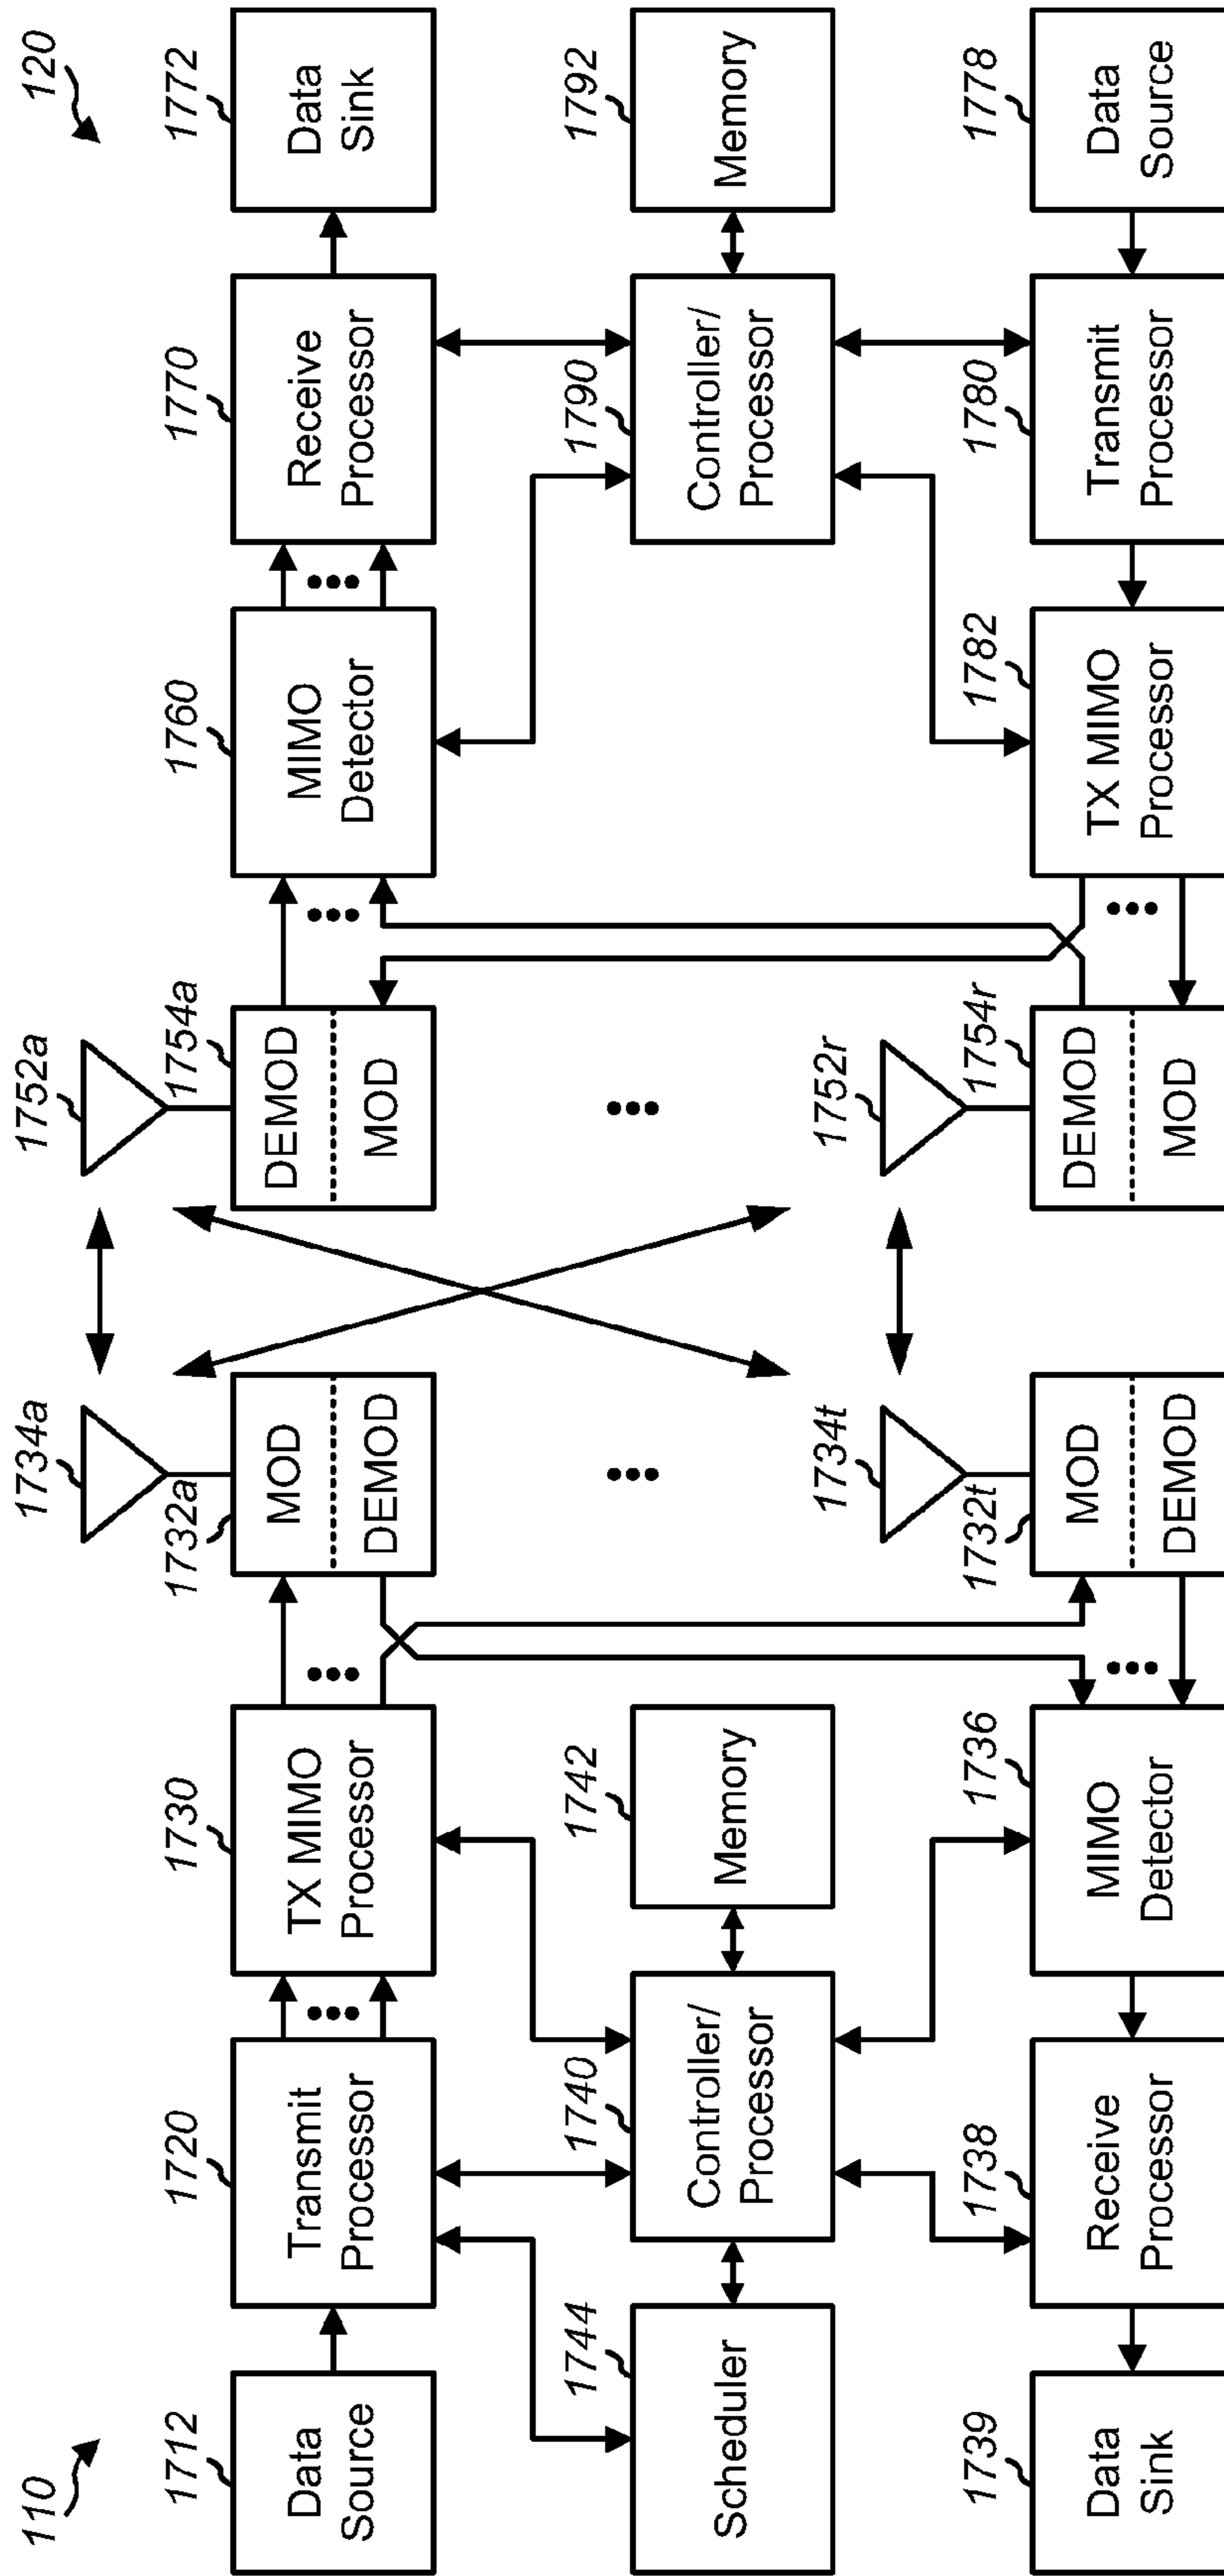 110
120
1734a
1752a
1712
1720
1730
1732a
1754a
1760
1770
1772
Data
Source
Transmit
Processor
TX MIMO
Processor
MOD
DEMOD
DEMOD
MOD
MIMO
Detector
Receive
Processor
Data
Sink
1744
1740
1742
1790
1792
Scheduler
Controller/
Processor
Memory
Controller/
Processor
Memory
1734t
1752r
1739
1738
1736
1732t
1754r
1782
1780
1778
Data
Sink
Receive
Processor
MIMO
Detector
MOD
DEMOD
DEMOD
MOD
TX MIMO
Processor
Transmit
Processor
Data
Source